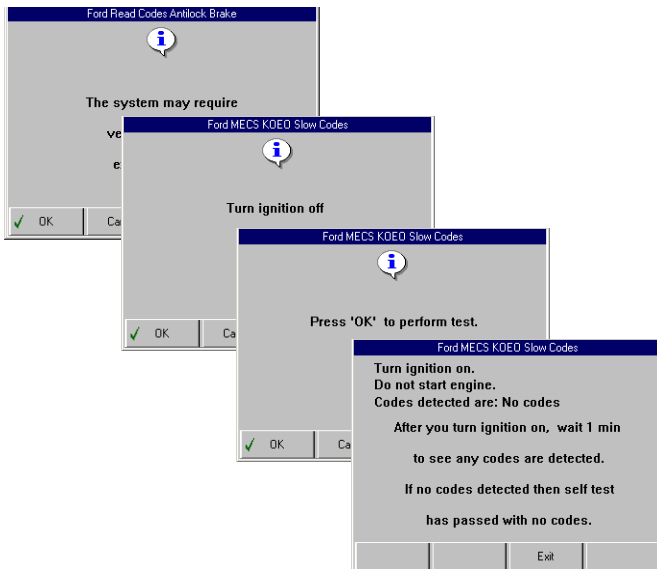 Ford Read Codes Antilock Brake
The system may require
OK
Ford MECS KOEO Slow Codes
Turn ignition off
OK
Ford MECS KOEO Slow Codes
Press 'OK' to perform test.
OK
Ford MECS KOEO Slow Codes
Turn ignition on.
Do not start engine.
Codes detected are: No codes
After you turn ignition on, wait 1 min
to see any codes are detected.
If no codes detected then self test
has passed with no codes.
Exit